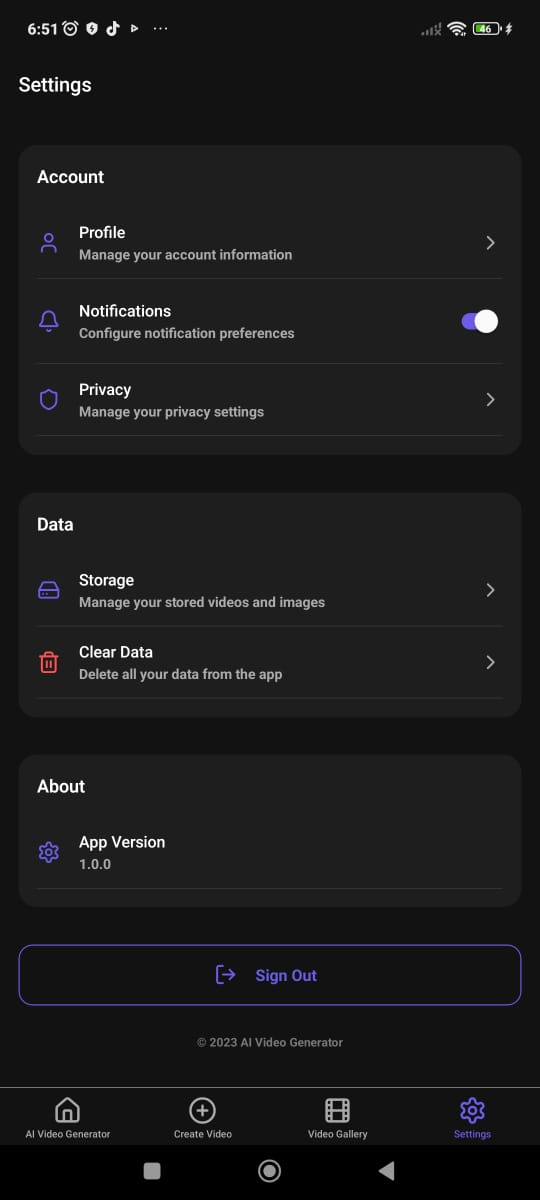 6:51
46
Settings
Account
Profile
Manage your account information
Notifications
Configure notification preferences
Privacy
Manage your privacy settings
Data
Storage
Manage your stored videos and images
Clear Data
Delete all your data from the app
About
App Version
1.0.0
Sign Out
© 2023 AI Video Generator
AI Video Generator
Create Video
Video Gallery
Settings